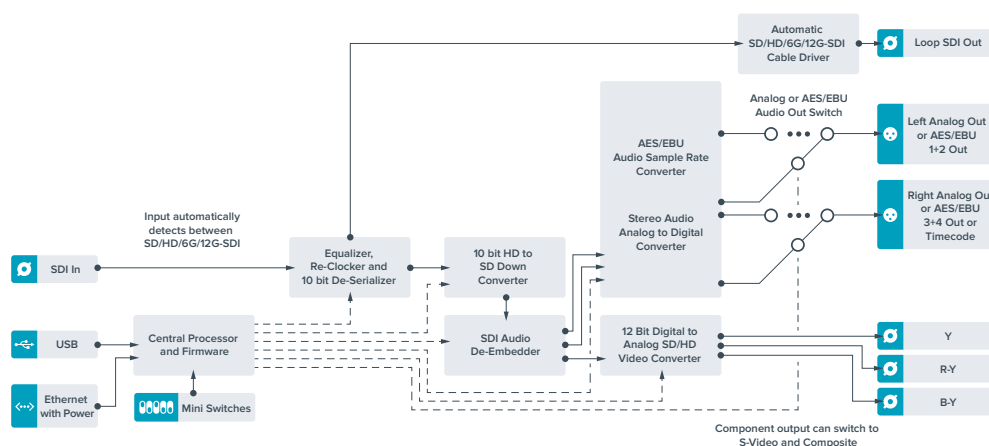 Automatic
SD/HD/6G/12G-SDI
Cable Driver
Loop SDI Out
Analog or AES/EBU
Audio Out Switch
Left Analog Out
or AES/EBU
1+2 Out
AES/EBU
Audio Sample Rate
Converter
Right Analog Ou
or AES/EBU
3+4 Out or
Timecode
Stereo Audio
Analog to Digital
Converter
Input automatically
detects between
SD/HD/6G/12G-SDI
SDI In
Equalizer,
Re-Clocker and
10 bit De-Serializer
10 bit HD to
SD Down
Converter
USB
Central Processor
and Firmware
SDI Audio
De-Embedder
12 Bit Digital to
Analog SD/HD
Video Converter
Y
R-Y
B-Y
Ethernet
with Power
Mini Switches
Component output can switch to
S-Video and Composite